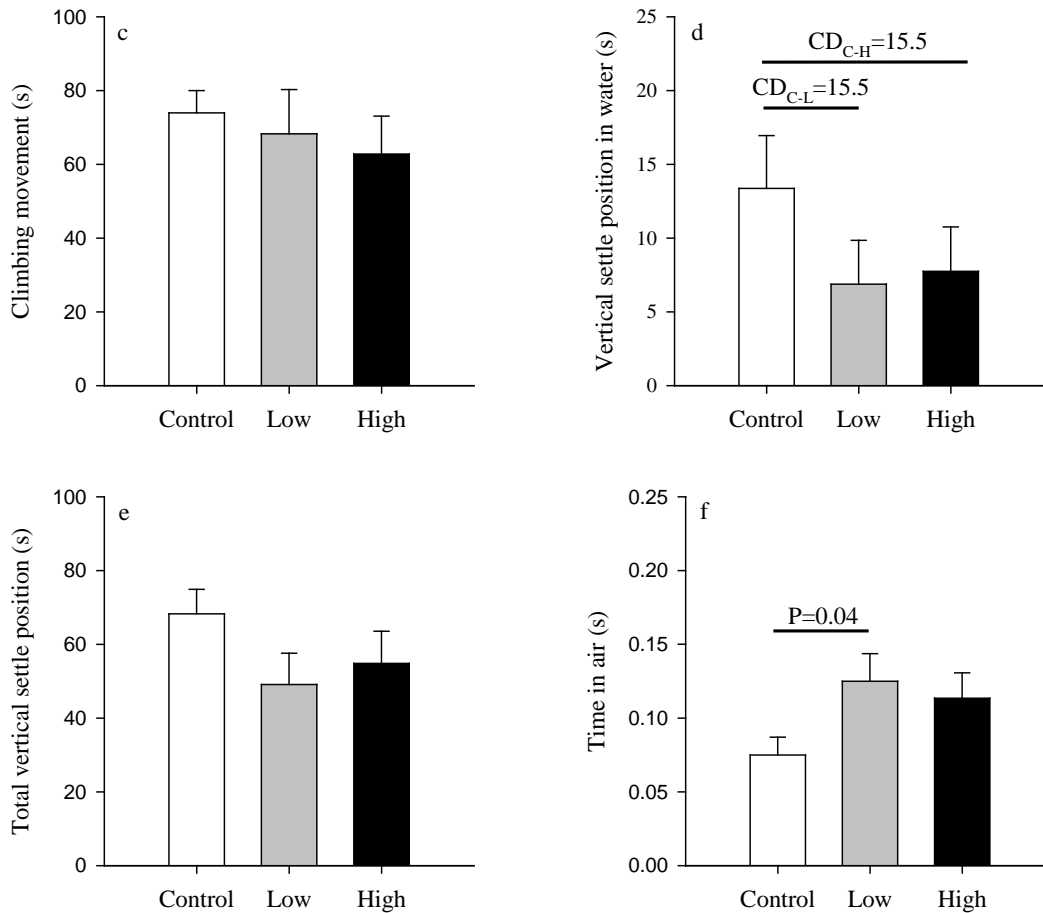 c
Climbing movement (s)
100
80
60
40
20
0
Control Low High
d
Vertical settle position in water (s)
25
20
15
10
5
0
CD_C-H=15.5
CD_C-L=15.5
Control Low High
e
Total vertical settle position (s)
100
80
60
40
20
0
Control Low High
f
Time in air (s)
0.25
0.20
0.15
0.10
0.05
0.00
P=0.04
Control Low High